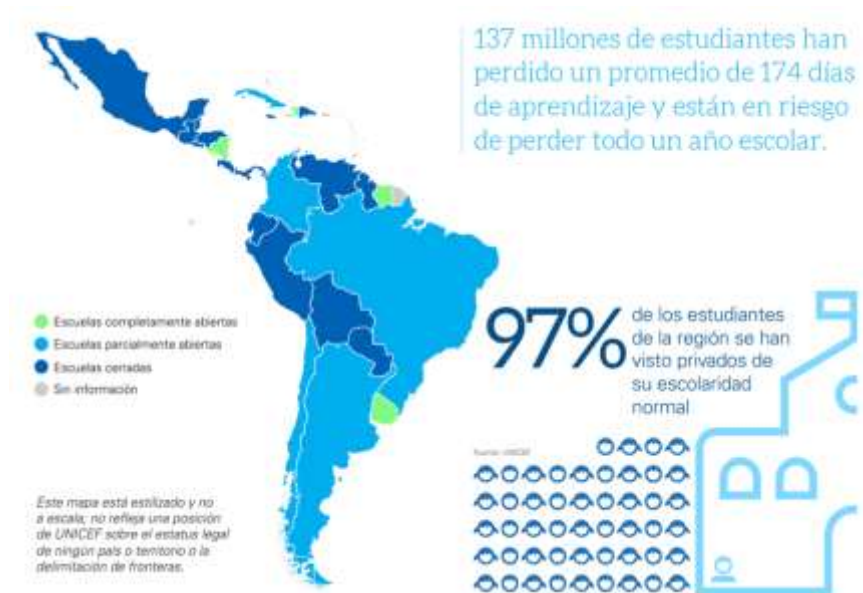 137 millones de estudiantes han
perdido un promedio de 174 días
de aprendizaje y están en riesgo
de perder todo un año escolar.
Escuelas completamente abiertas
Escuelas parcialmente abiertas
Escuelas cerradas
Sin información
97%
de los estudiantes
de la región se han
visto privados de
su escolaridad
normal
Fuente: UNICEF
Este mapa está estilizado y no
a escala; no refleja una posición
de UNICEF sobre el estatus legal
de ningún país o territorio o la
delimitación de fronteras.